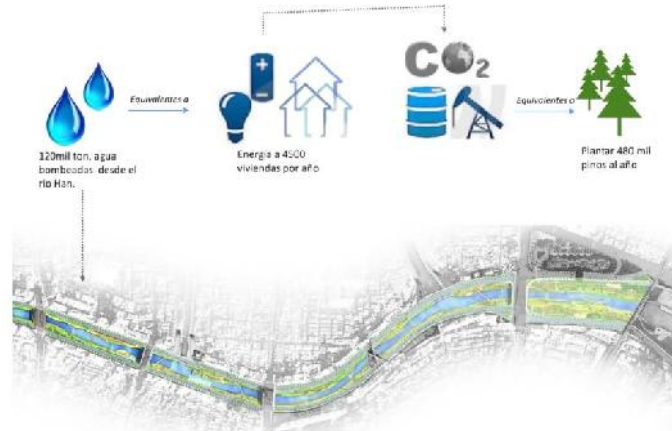 CO2
Equivalentes a
Equivalentes a
120mil ton. agua
bombeadas desde el
río Han.
Energía a 4500
viviendas por año
Plantar 480 mil
pinos al año